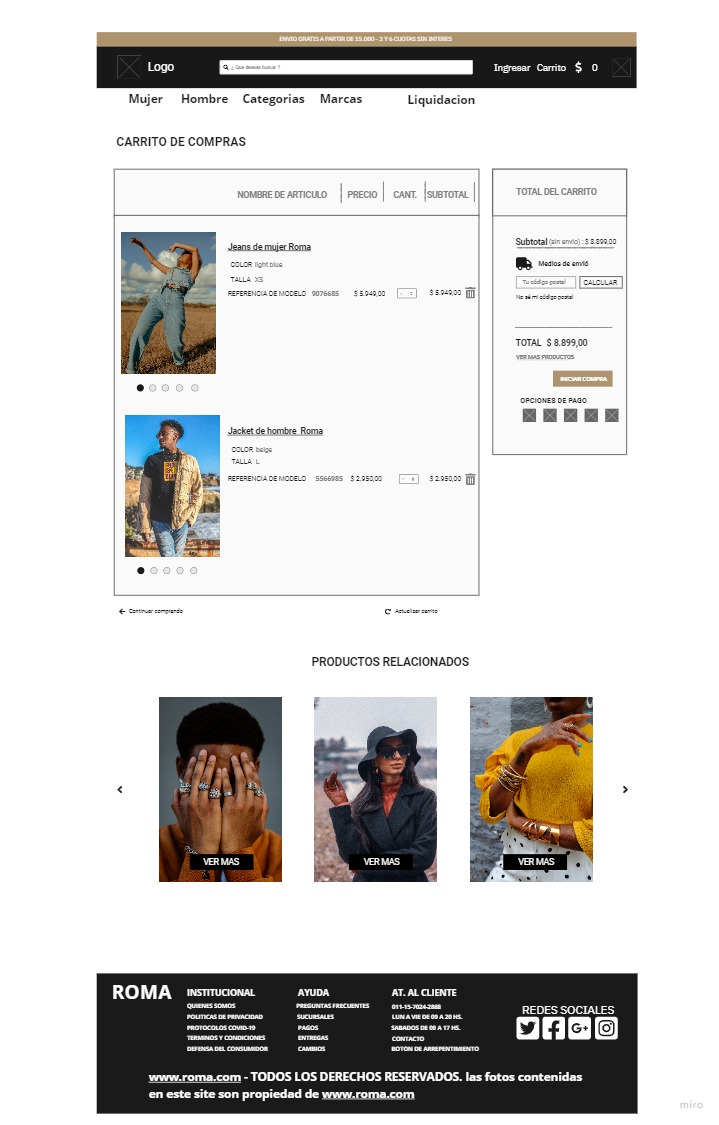 ENVIO GRATIS A PARTIR DE 15.000 - 3 Y 6 CUOTAS SIN INTERES
Logo
¿ Que deseas buscar ?
Ingresar Carrito $ 0
Mujer Hombre Categorias Marcas Liquidacion
CARRITO DE COMPRAS
NOMBRE DE ARTICULO PRECIO CANT. SUBTOTAL
Jeans de mujer Roma
COLOR light blue
TALLA XS
REFERENCIA DE MODELO 9076685 $ 5.949,00 $ 5.949,00
Jacket de hombre Roma
COLOR beige
TALLA L
REFERENCIA DE MODELO 5566985 $ 2.950,00 $ 2.950,00
TOTAL DEL CARRITO
Subtotal (sin envio) : $ 8.899,00
Medios de envió
Tu código postal CALCULAR
No sé mi código postal
TOTAL $ 8.899,00
VER MAS PRODUCTOS
INICIAR COMPRA
OPCIONES DE PAGO
Continuar comprando
Actualizar carrito
PRODUCTOS RELACIONADOS
VER MAS
VER MAS
VER MAS
ROMA
INSTITUCIONAL
QUIENES SOMOS
POLITICAS DE PRIVACIDAD
PROTOCOLOS COVID-19
TERMINOS Y CONDICIONES
DEFENSA DEL CONSUMIDOR
AYUDA
PREGUNTAS FRECUENTES
SUCURSALES
PAGOS
ENTREGAS
CAMBIOS
AT. AL CLIENTE
011-15-7024-2868
LUN A VIE DE 09 A 20 HS.
SABADOS DE 09 A 17 HS.
CONTACTO
BOTON DE ARREPENTIMIENTO
REDES SOCIALES
www.roma.com - TODOS LOS DERECHOS RESERVADOS. las fotos contenidas
en este site son propiedad de www.roma.com
miro